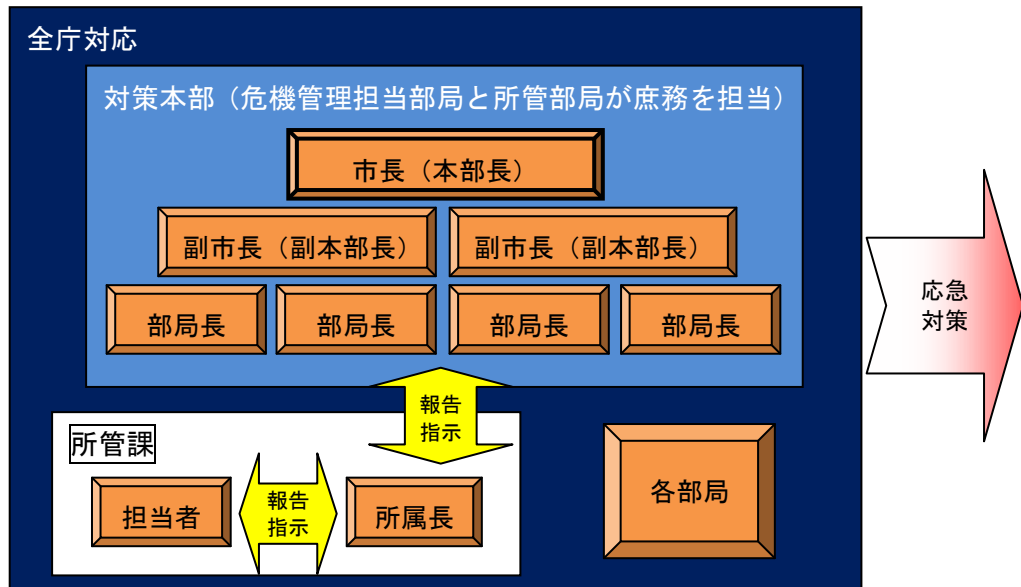 全庁対応
対策本部（危機管理担当部局と所管部局が庶務を担当）
市長（本部長）
副市長（副本部長）
副市長（副本部長）
部局長
部局長
部局長
部局長
応急
対策
報告
指示
所管課
担当者
報告
指示
所属長
各部局